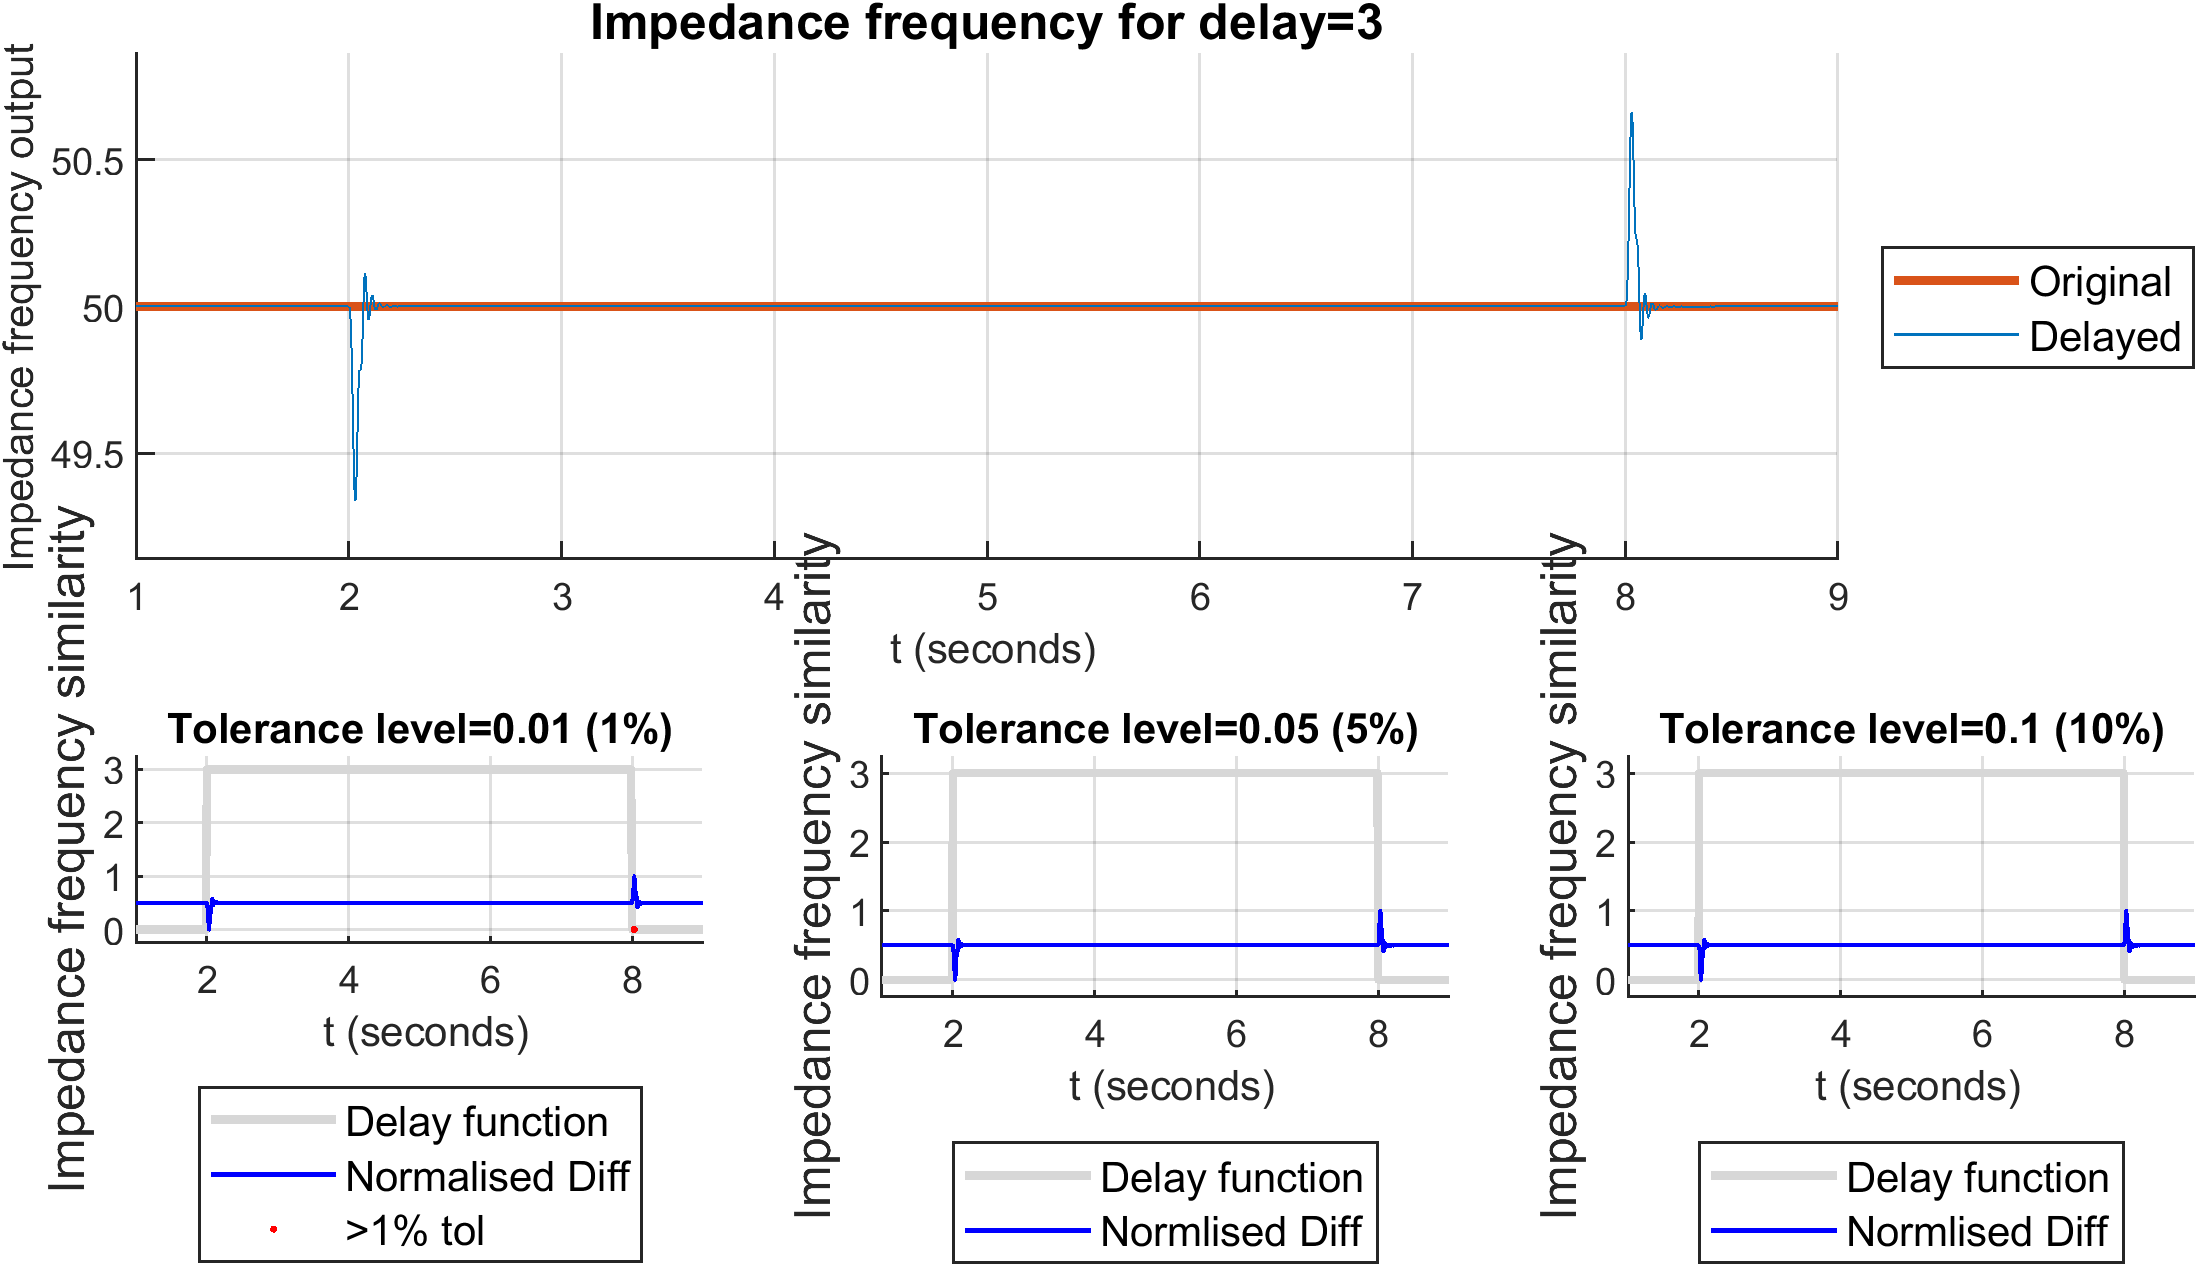 Impedance frequency for delay=3
Impedance frequency output
50.5
50
49.5
1 2 3 4 5 6 7 8 9
t (seconds)
Original
Delayed
Tolerance level=0.01 (1%)
Impedance frequency similarity
3
2
1
0
2 4 6 8
t (seconds)
Delay function
Normalised Diff
>1% tol
Tolerance level=0.05 (5%)
Impedance frequency similarity
3
2
1
0
2 4 6 8
t (seconds)
Delay function
Normlised Diff
Tolerance level=0.1 (10%)
Impedance frequency similarity
3
2
1
0
2 4 6 8
t (seconds)
Delay function
Normlised Diff